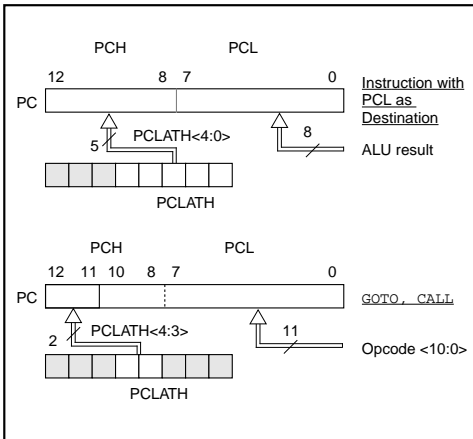 PCH PCL
12 8 7 0
PC
Instruction with
PCL as
Destination
5
PCLATH<4:0>
8
ALU result
PCLATH
PCH PCL
12 11 10 8 7 0
PC
GOTO, CALL
2
PCLATH<4:3>
11
Opcode <10:0>
PCLATH